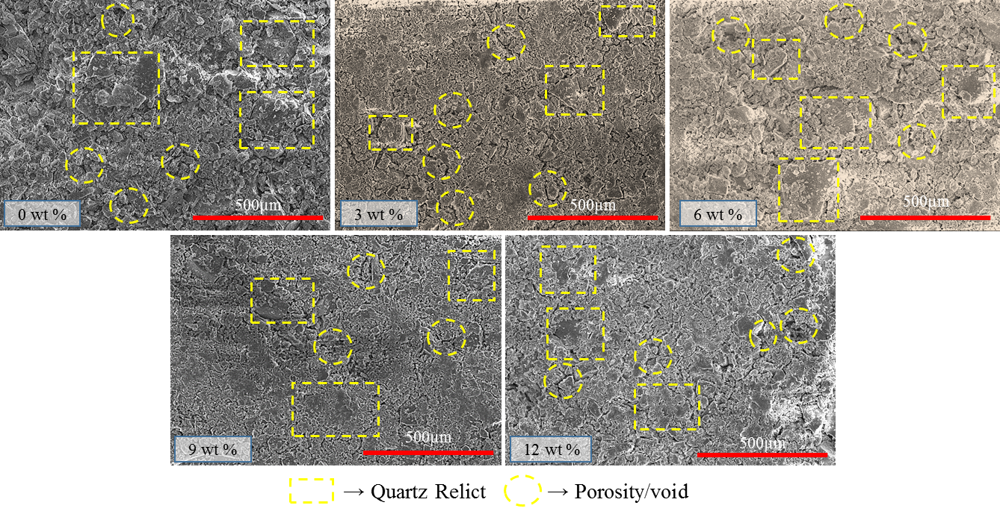 500µm
500µm
500µm
0 wt %
3 wt %
6 wt %
500µm
500µm
9 wt %
12 wt %
→ Quartz Relict
→ Porosity/void